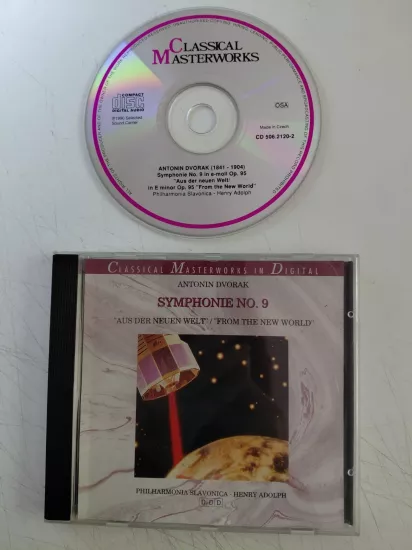 CLASSICAL
MASTERWORKS
COMPACT
disc
DIGITAL AUDIO
OSA
Made in Czech
CD 506.2120-2
ANTONIN DVORAK (1841 - 1904)
Symphonie No. 9 in e-moll Op. 95
"Aus der neuen Welt:
in E minor Op. 95 "From the New World"
Philharmonia Slavonica - Henry Adolph
CLASSICAL MASTERWORKS IN DIGITAL
ANTONIN DVORAK
SYMPHONIE NO. 9
"AUS DER NEUEN WELT" / "FROM THE NEW WORLD"
PHILHARMONIA SLAVONICA · HENRY ADOLPH
DDD